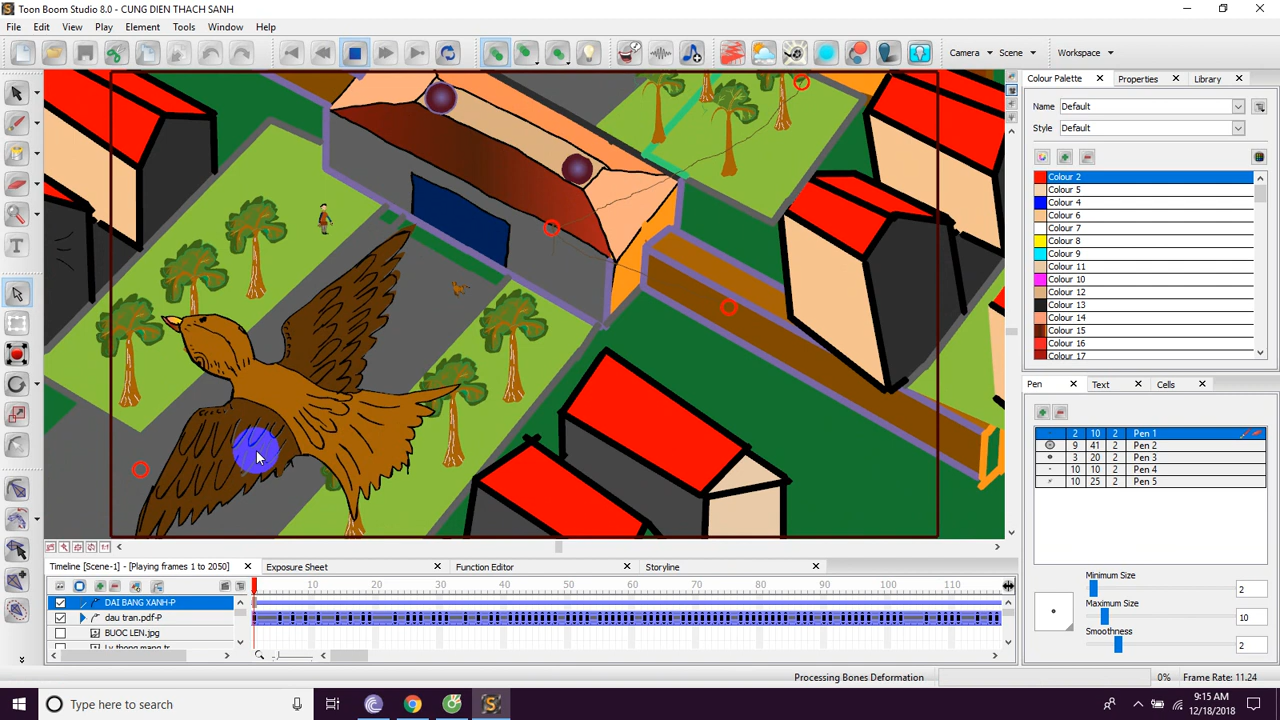 Toon Boom Studio 8.0 - CUNG DIEN THACH SANH
File Edit View Play Element Tools Window Help
Camera Scene Workspace
Colour Palette Properties Library
Name Default
Style Default
Colour 2
Colour 5
Colour 4
Colour 6
Colour 7
Colour 8
Colour 9
Colour 11
Colour 10
Colour 12
Colour 13
Colour 14
Colour 15
Colour 16
Colour 17
Pen Text Cells
2 10 2 Pen 1
9 41 2 Pen 2
3 20 2 Pen 3
10 10 2 Pen 4
10 25 2 Pen 5
Minimum Size
2
Maximum Size
10
Smoothness
2
1:1
Timeline [Scene-1] - [Playing frames 1 to 2050] Exposure Sheet Function Editor Storyline
10 20 30 40 50 60 70 80 90 100 110
DAI BANG XANH-P
dau tran.pdf-P
BUOC LEN.jpg
Ly thong mang tr
Processing Bones Deformation 0% Frame Rate: 11.24
Type here to search
9:15 AM
12/18/2018